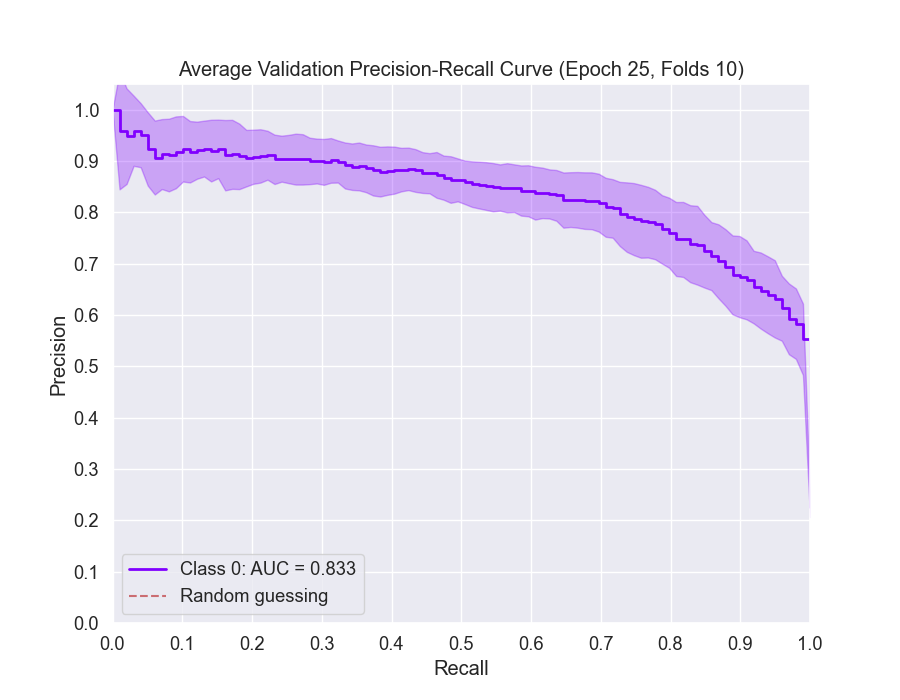 Average Validation Precision-Recall Curve (Epoch 25, Folds 10)
1.0
0.9
0.8
0.7
0.6
0.5
0.4
0.3
0.2
0.1
0.0
Precision
Class 0: AUC = 0.833
Random guessing
0.0 0.1 0.2 0.3 0.4 0.5 0.6 0.7 0.8 0.9 1.0
Recall